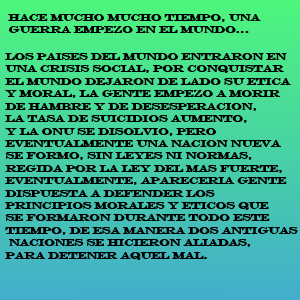 HACE MUCHO MUCHO TIEMPO, UNA
GUERRA EMPEZO EN EL MUNDO...
LOS PAISES DEL MUNDO ENTRARON EN
UNA CRISIS SOCIAL, POR CONQUISTAR
EL MUNDO DEJARON DE LADO SU ETICA
Y MORAL, LA GENTE EMPEZO A MORIR
DE HAMBRE Y DE DESESPERACION,
LA TASA DE SUICIDIOS AUMENTO,
Y LA ONU SE DISOLVIO, PERO
EVENTUALMENTE UNA NACION NUEVA
SE FORMO, SIN LEYES NI NORMAS,
REGIDA POR LA LEY DEL MAS FUERTE,
EVENTUALMENTE, APARECERIA GENTE
DISPUESTA A DEFENDER LOS
PRINCIPIOS MORALES Y ETICOS QUE
SE FORMARON DURANTE TODO ESTE
TIEMPO, DE ESA MANERA DOS ANTIGUAS
NACIONES SE HICIERON ALIADAS,
PARA DETENER AQUEL MAL.